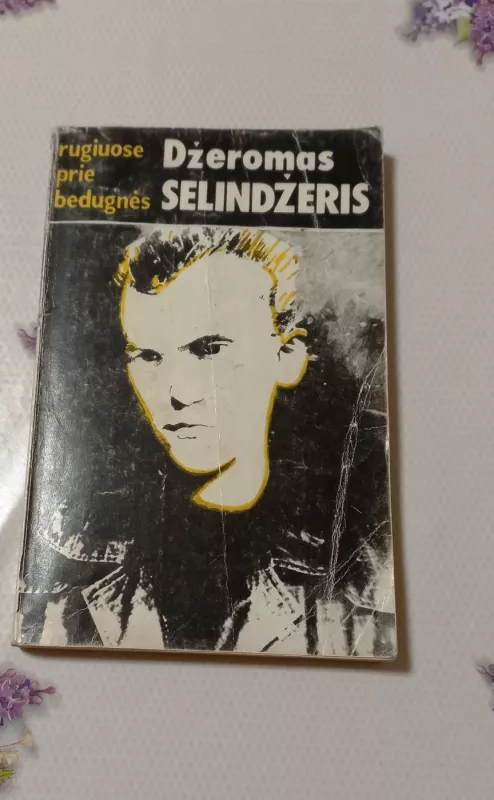 rugiuose
prie
bedugnės
Džeromas
SELINDŽERIS